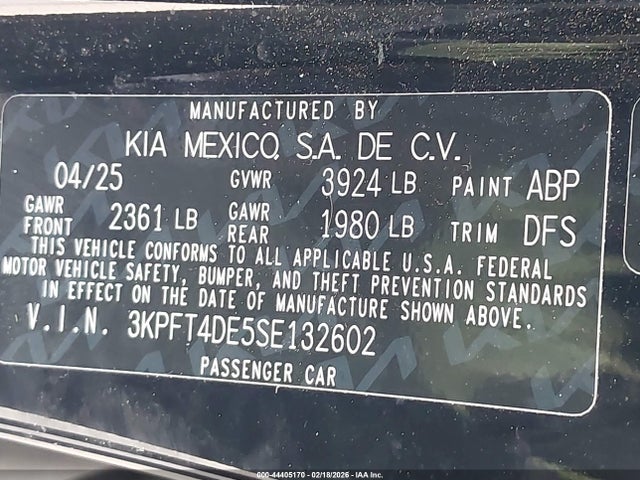 MANUFACTURED BY
KIA MEXICO, S.A. DE C.V.
04/25 GVWR 3924 LB PAINT ABP
GAWR FRONT 2361 LB GAWR REAR 1980 LB TRIM DFS
THIS VEHICLE CONFORMS TO ALL APPLICABLE U.S.A. FEDERAL
MOTOR VEHICLE SAFETY, BUMPER, AND THEFT PREVENTION STANDARDS
IN EFFECT ON THE DATE OF MANUFACTURE SHOWN ABOVE.
V.I.N. 3KPFT4DE5SE132602
PASSENGER CAR
000-44405170 - 02/18/2026 - IAA Inc.